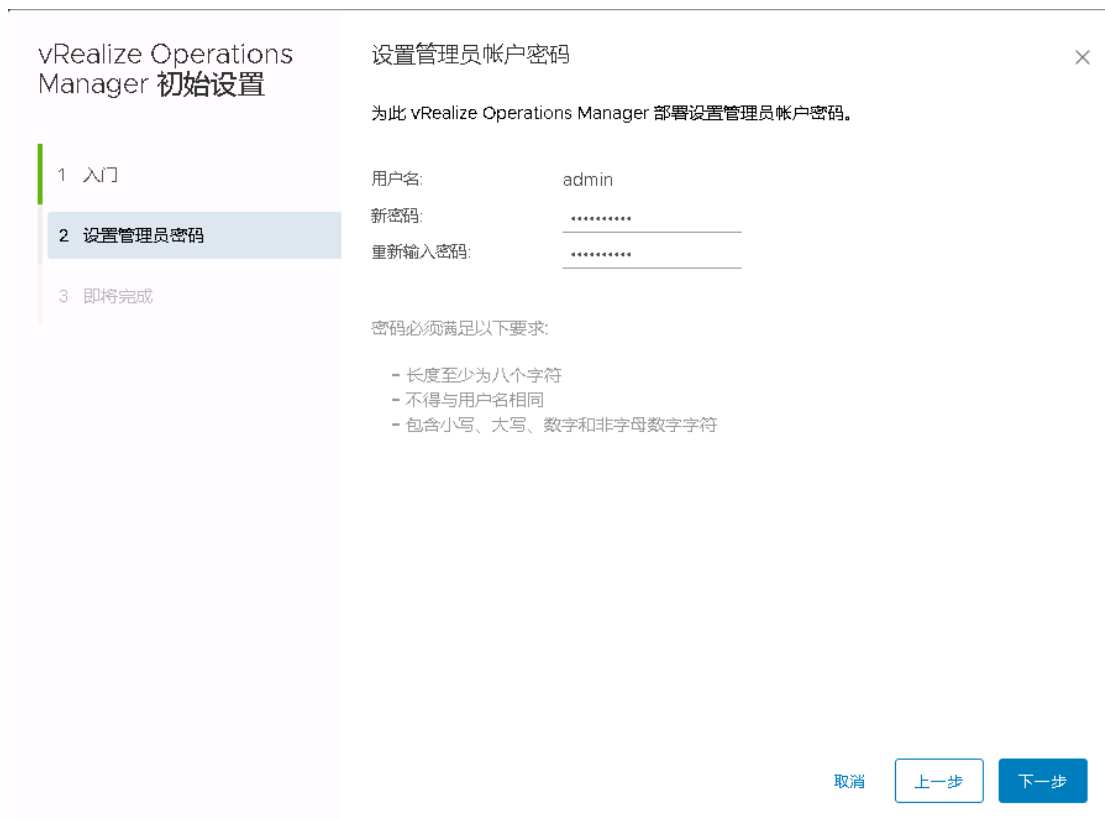 vRealize Operations
Manager 初始设置
1 入门
2 设置管理员密码
3 即将完成
设置管理员帐户密码
为此 vRealize Operations Manager 部署设置管理员帐户密码。
用户名: admin
新密码: ••••••••••
重新输入密码: ••••••••••
密码必须满足以下要求:
- 长度至少为八个字符
- 不得与用户名相同
- 包含小写、大写、数字和非字母数字字符
取消 上一步 下一步